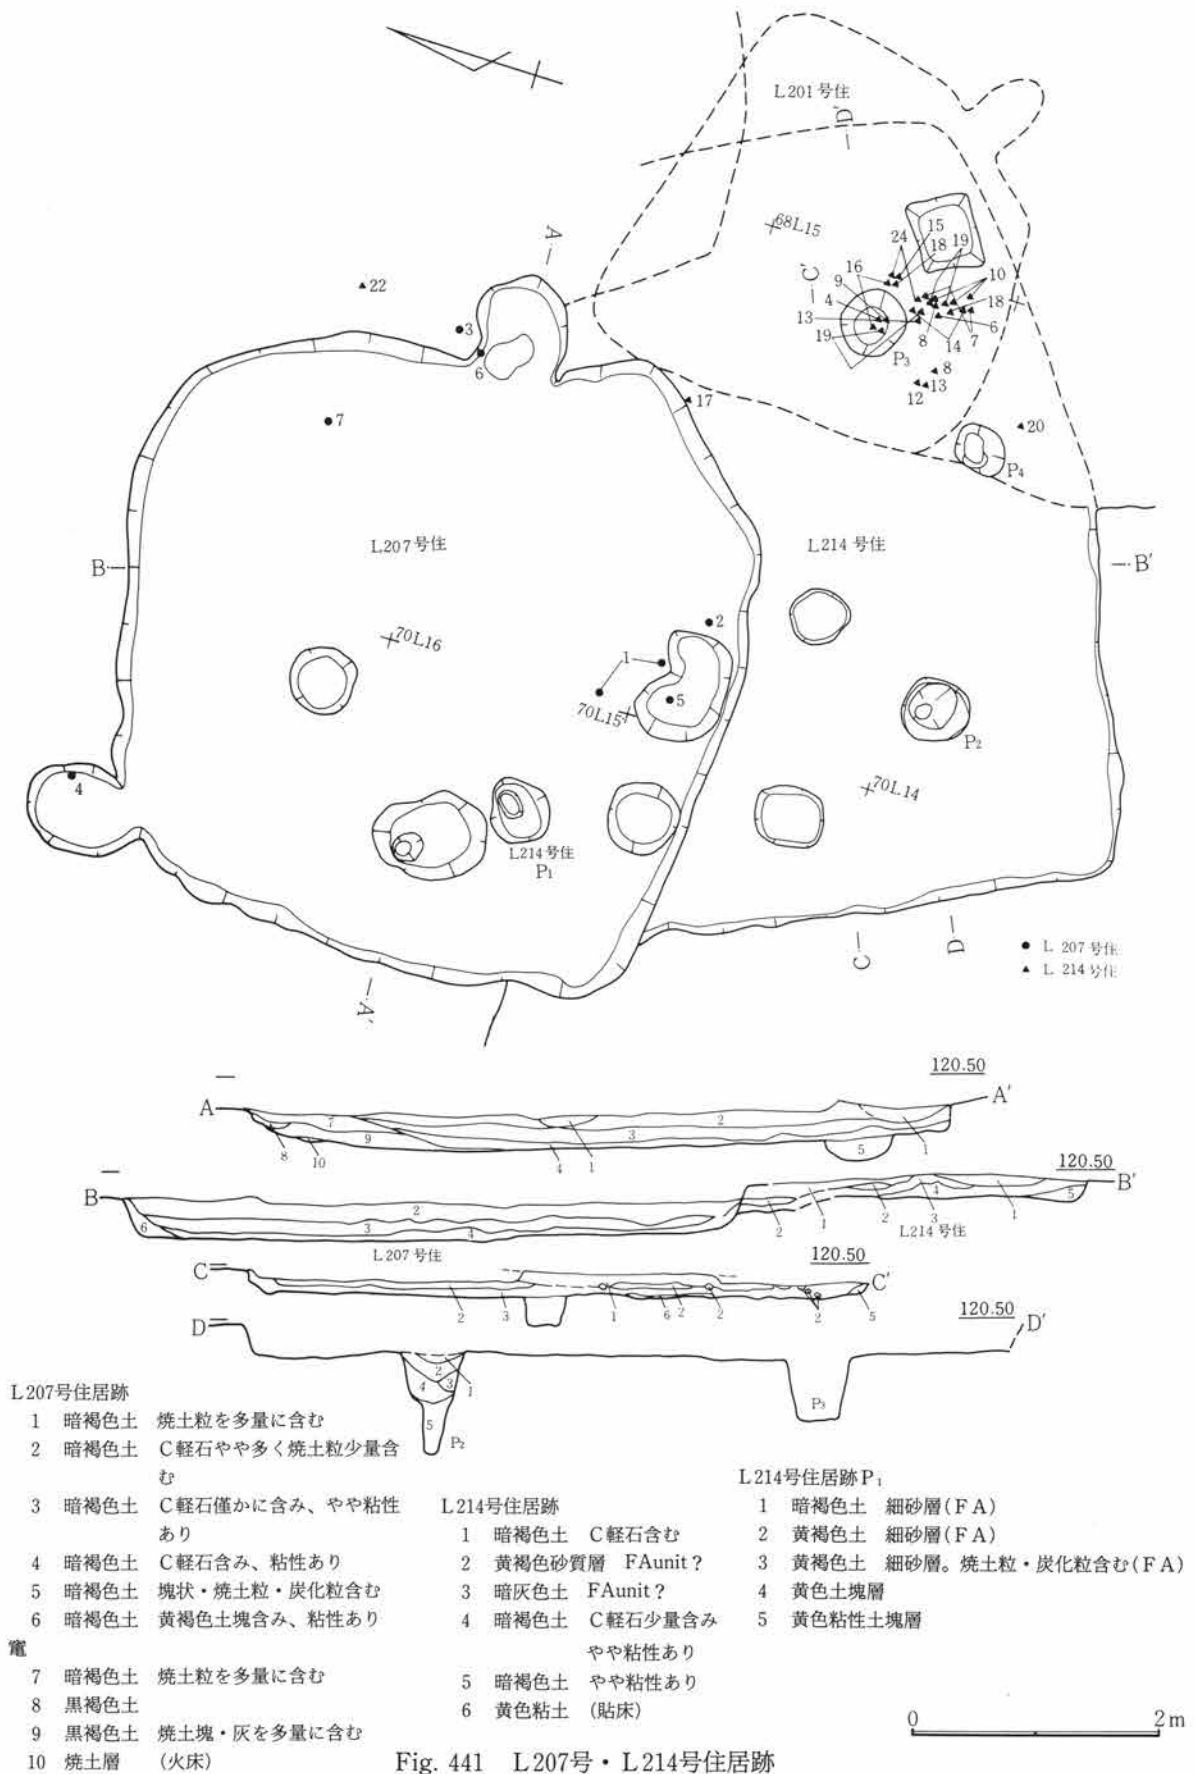 L201号住
D'
A
68L15
24
15
18
19
22
16
C'
9
10
4
18
13
3
6
8
14
7
6
19
P3
8
12
13
17
7
20
P4
L207号住
L214号住
B
B'
2
70L16
1
5
70L15
P2
4
70L14
L214号住
P1
C
D
● L 207号住
▲ L 214号住
A'
120.50
A
A'
7
1
2
9
3
8
10
4
1
5
1
120.50
B
B'
2
6
3
4
2
1
2
4
3
1
5
L207号住
L214号住
120.50
C
C'
2
3
1
6
2
2
2
5
120.50
D
D'
2
1
4
3
5
P2
P3
L207号住居跡
1 暗褐色土 焼土粒を多量に含む
2 暗褐色土 C軽石やや多く焼土粒少量含
む
3 暗褐色土 C軽石僅かに含み、やや粘性
あり
4 暗褐色土 C軽石含み、粘性あり
5 暗褐色土 塊状・焼土粒・炭化粒含む
6 暗褐色土 黄褐色土塊含み、粘性あり
竃
7 暗褐色土 焼土粒を多量に含む
8 黒褐色土
9 黒褐色土 焼土塊・灰を多量に含む
10 焼土層 (火床)
L214号住居跡
1 暗褐色土 C軽石含む
2 黄褐色砂質層 FAunit?
3 暗灰色土 FAunit?
4 暗褐色土 C軽石少量含み
やや粘性あり
5 暗褐色土 やや粘性あり
6 黄色粘土 (貼床)
L214号住居跡P1
1 暗褐色土 細砂層(FA)
2 黄褐色土 細砂層(FA)
3 黄褐色土 細砂層。焼土粒・炭化粒含む(FA)
4 黄色土塊層
5 黄色粘性土塊層
0 2m
Fig. 441 L207号・L214号住居跡